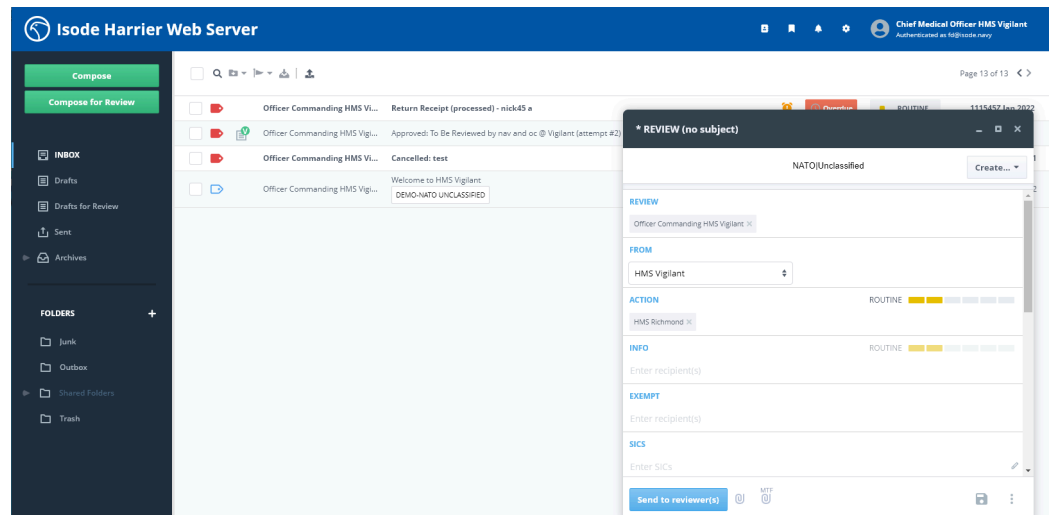 Isode Harrier Web Server
Chief Medical Officer HMS Vigilant
Authenticated as fd@isode.navy
Compose
Compose for Review
INBOX
Drafts
Drafts for Review
Sent
Archives
FOLDERS +
Junk
Outbox
Shared Folders
Trash
Page 13 of 13 < >
Officer Commanding HMS Vi... Return Receipt (processed) - nick45 a Overdue ROUTINE 111545Z Jan 2022
Officer Commanding HMS Vigi... Approved: To Be Reviewed by nav and oc @ Vigilant (attempt #2)
Officer Commanding HMS Vi... Cancelled: test
Officer Commanding HMS Vigi... Welcome to HMS Vigilant
DEMO-NATO UNCLASSIFIED
* REVIEW (no subject)
NATO|Unclassified
Create...
REVIEW
Officer Commanding HMS Vigilant ×
FROM
HMS Vigilant
ACTION ROUTINE
HMS Richmond ×
INFO ROUTINE
Enter recipient(s)
EXEMPT
Enter recipient(s)
SICS
Enter SICs
Send to reviewer(s)
MTF